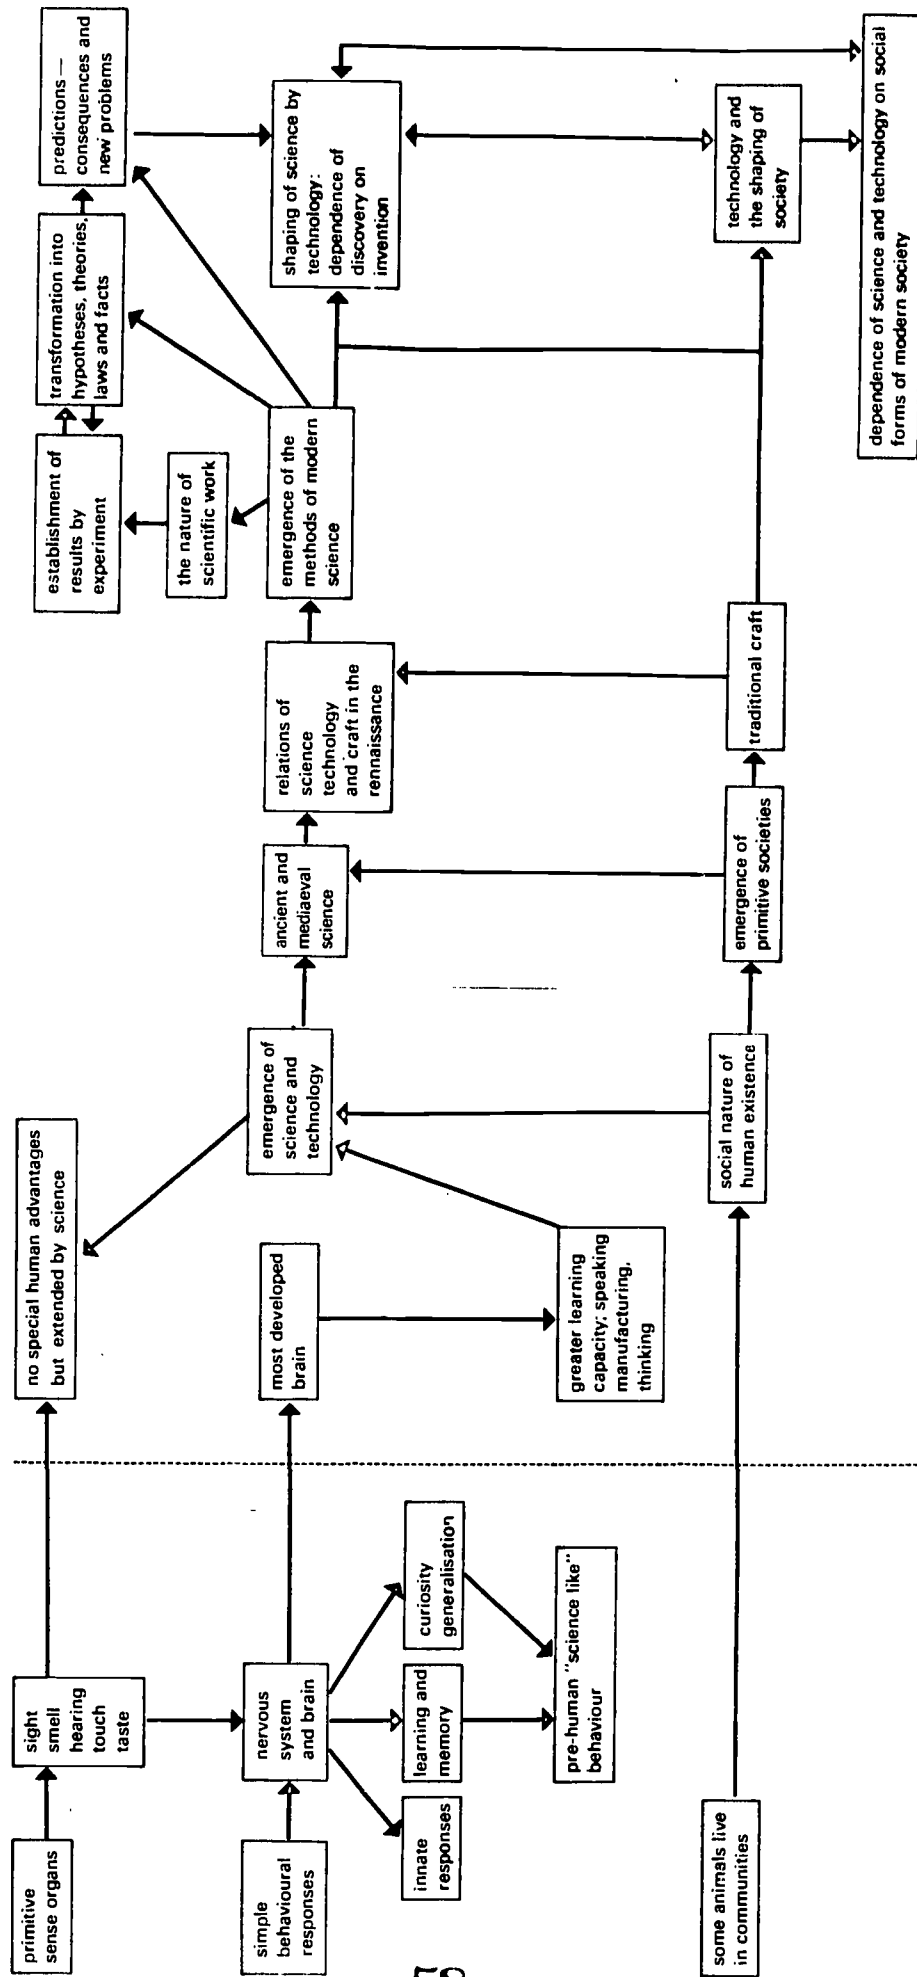 primitive
sense organs
sight
smell
hearing
touch
taste
no special human advantages
but extended by science
simple
behavioural
responses
nervous
system
and brain
most developed
brain
innate
responses
learning and
memory
curiosity
generalisation
pre-human "science like"
behaviour
greater learning
capacity; speaking
manufacturing,
thinking
some animals live
in communities
social nature of
human existence
emergence of
science and
technology
ancient and
mediaeval
science
relations of
science
technology
and craft in the
rennaissance
emergence of the
methods of modern
science
the nature of
scientific work
establishment of
results by
experiment
transformation into
hypotheses, theories,
laws and facts
predictions —
consequences and
new problems
shaping of science by
technology:
dependence of
discovery on
invention
emergence of
primitive societies
traditional craft
technology and
the shaping of
society
dependence of science and technology on social
forms of modern society